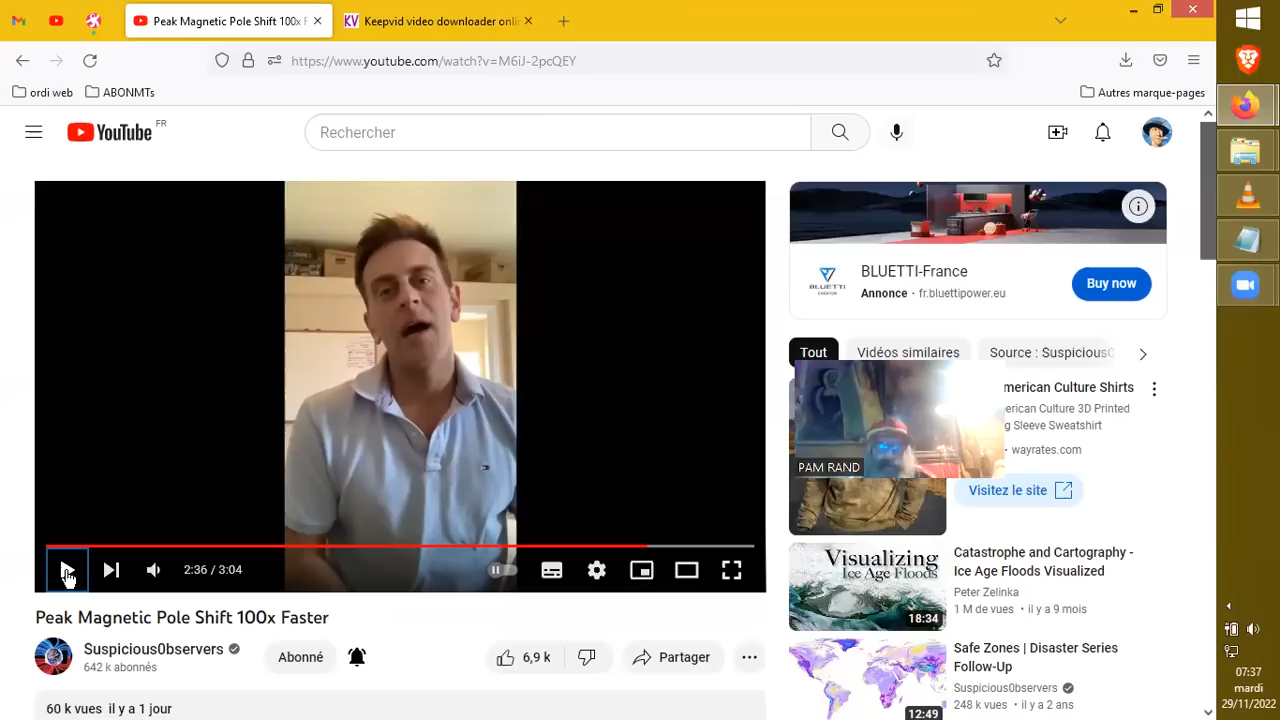 Peak Magnetic Pole Shift 100x F
Keepvid video downloader onlin
https://www.youtube.com/watch?v=M6iJ-2pcQEY
ordi web
ABONMTs
Autres marque-pages
YouTube FR
Rechercher
BLUETTI-France
BLUETTI
Annonce · fr.bluettipower.eu
Buy now
Tout
Vidéos similaires
Source : Suspicious0
merican Culture Shirts
erican Culture 3D Printed
g Sleeve Sweatshirt
wayrates.com
PAM RAND
Visitez le site
2:36 / 3:04
Visualizing
Ice Age Floods
18:34
Catastrophe and Cartography -
Ice Age Floods Visualized
Peter Zelinka
1 M de vues · il y a 9 mois
Peak Magnetic Pole Shift 100x Faster
Suspicious0bservers
642 k abonnés
Abonné
6,9 k
Partager
12:49
Safe Zones | Disaster Series
Follow-Up
Suspicious0bservers
248 k vues · il y a 2 ans
60 k vues il y a 1 jour
07:37
mardi
29/11/2022